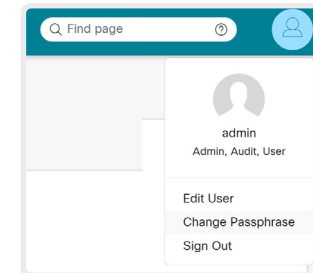 Find page
admin
Admin, Audit, User
Edit User
Change Passphrase
Sign Out